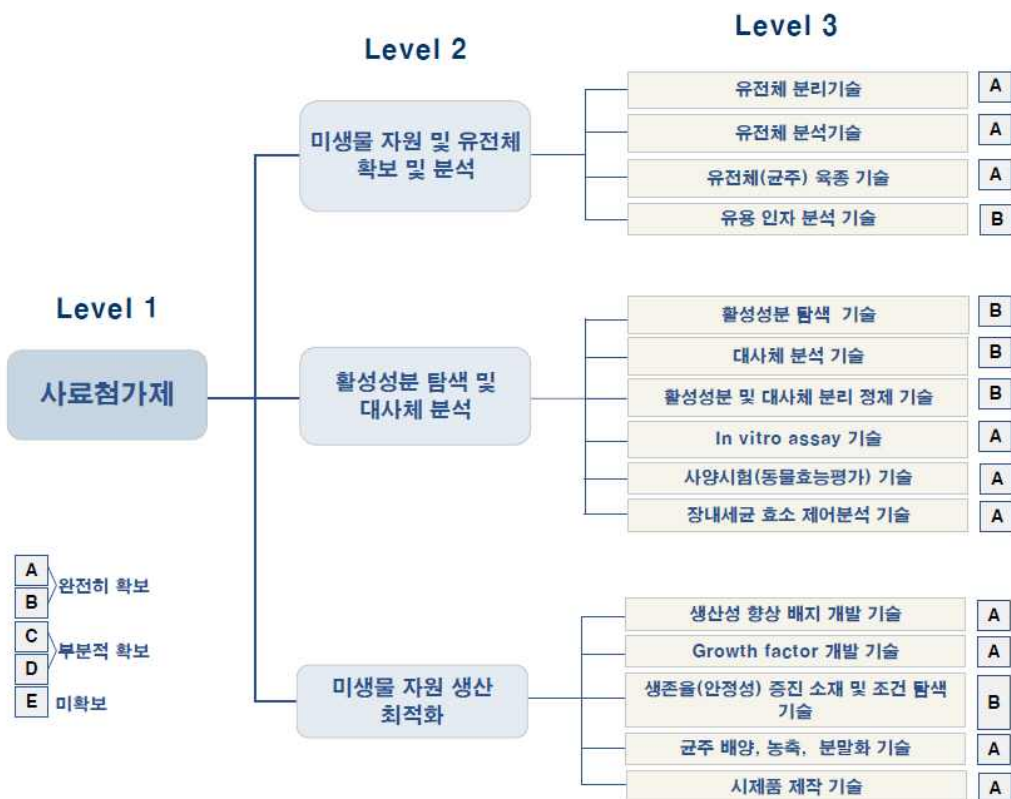 Level 1
Level 2
Level 3
사료첨가제
미생물 자원 및 유전체
확보 및 분석
유전체 분리기술 A
유전체 분석기술 A
유전체(균주) 육종 기술 A
유용 인자 분석 기술 B
활성성분 탐색 및
대사체 분석
활성성분 탐색 기술 B
대사체 분석 기술 B
활성성분 및 대사체 분리 정제 기술 B
In vitro assay 기술 A
사양시험(동물효능평가) 기술 A
장내세균 효소 제어분석 기술 A
미생물 자원 생산
최적화
생산성 향상 배지 개발 기술 A
Growth factor 개발 기술 A
생존율(안정성) 증진 소재 및 조건 탐색
기술 B
균주 배양, 농축, 분말화 기술 A
시제품 제작 기술 A
A
B
완전히 확보
C
D
부분적 확보
E 미확보